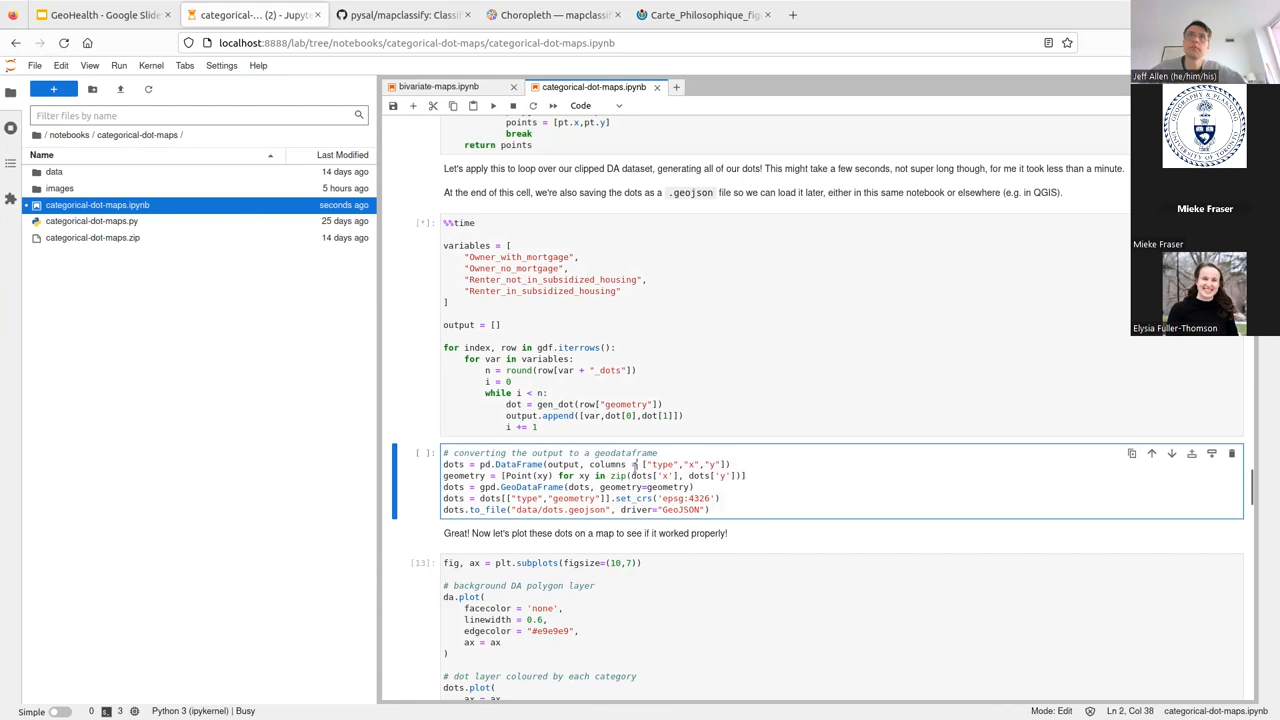 GeoHealth - Google Slide
categorical-... (2) - Jupyte
pysal/mapclassify: Classif
Choropleth — mapclassif
Carte_Philosophique_fig
localhost:8888/lab/tree/notebooks/categorical-dot-maps/categorical-dot-maps.ipynb
File Edit View Run Kernel Tabs Settings Help
Filter files by name
/ notebooks / categorical-dot-maps /
Name Last Modified
data 14 days ago
images 5 hours ago
categorical-dot-maps.ipynb seconds ago
categorical-dot-maps.py 25 days ago
categorical-dot-maps.zip 14 days ago
bivariate-maps.ipynb
categorical-dot-maps.ipynb
Code
points = [pt.x,pt.y]
break
return points
Let's apply this to loop over our clipped DA dataset, generating all of our dots! This might take a few seconds, not super long though, for me it took less than a minute.
At the end of this cell, we're also saving the dots as a .geojson file so we can load it later, either in this same notebook or elsewhere (e.g. in QGIS).
[*]: %%time
variables = [
"Owner_with_mortgage",
"Owner_no_mortgage",
"Renter_not_in_subsidized_housing",
"Renter_in_subsidized_housing"
]
output = []
for index, row in gdf.iterrows():
for var in variables:
n = round(row[var + "_dots"])
i = 0
while i < n:
dot = gen_dot(row["geometry"])
output.append([var,dot[0],dot[1]])
i += 1
[ ]: # converting the output to a geodataframe
dots = pd.DataFrame(output, columns = ["type","x","y"])
geometry = [Point(xy) for xy in zip(dots['x'], dots['y'])]
dots = gpd.GeoDataFrame(dots, geometry=geometry)
dots = dots[["type","geometry"]].set_crs('epsg:4326')
dots.to_file("data/dots.geojson", driver="GeoJSON")
Great! Now let's plot these dots on a map to see if it worked properly!
[13]: fig, ax = plt.subplots(figsize=(10,7))
# background DA polygon layer
da.plot(
facecolor = 'none',
linewidth = 0.6,
edgecolor = "#e9e9e9",
ax = ax
)
# dot layer coloured by each category
dots.plot(
Jeff Allen (he/him/his)
Mieke Fraser
Mieke Fraser
Elysia Fuller-Thomson
Simple 0 3 Python 3 (ipykernel) | Busy
Mode: Edit Ln 2, Col 38 categorical-dot-maps.ipynb